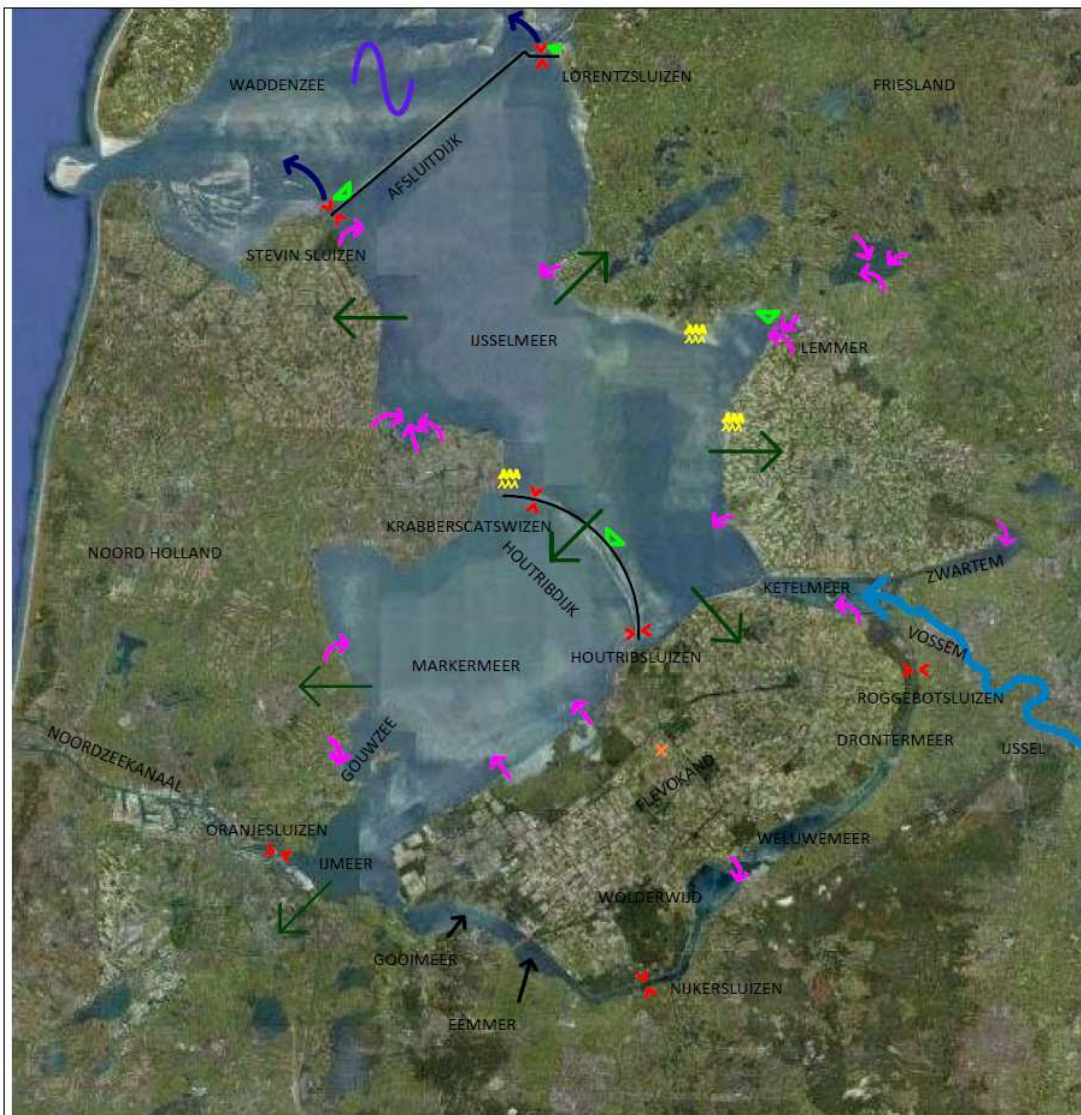 WADDENZEE
LORENTZSLUIZEN
FRIESLAND
AFSLUITDIJK
STEVIN SLUIZEN
IJSSELMEER
LEMMER
KRABBERSCATSWIZEN
NOORD HOLLAND
HOUTRIBDIJK
ZWARTEM
KETELMEER
VOSSEM
MARKERMEER
HOUTRIBSLUIZEN
ROGGEBOTSLUIZEN
GOUWZEE
NOORDZEEKANAAL
DRONTERMEER
IJSSEL
FLEVOKAND
ORANJESLUIZEN
IJMEER
WELUWEMEER
WOLDERWIJD
GOOIMEER
NIJKERSLUIZEN
EEMMER